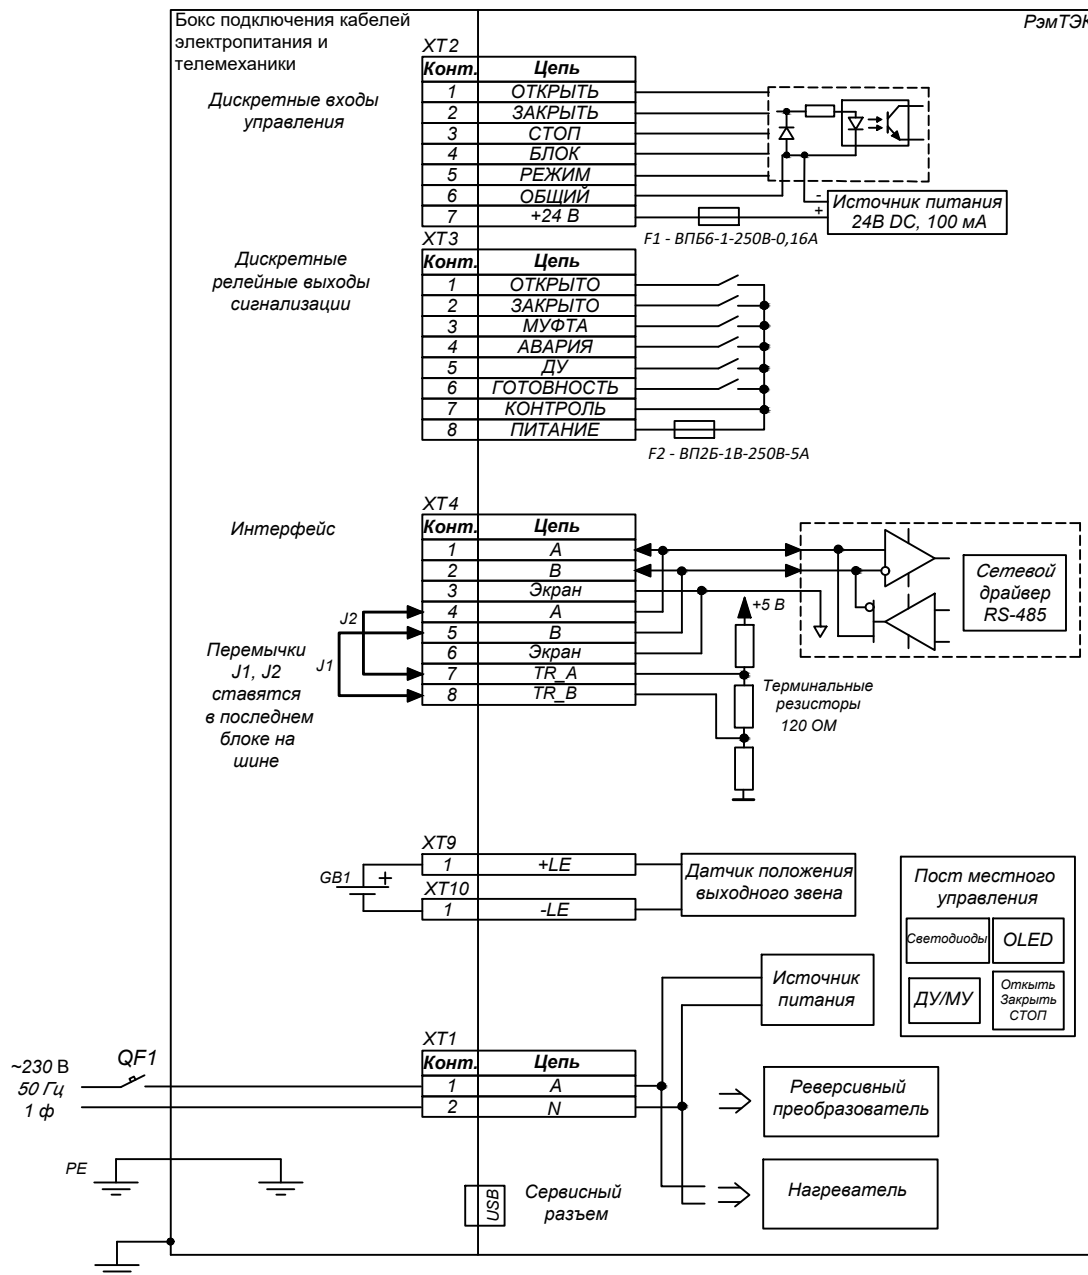 Бокс подключения кабелей
электропитания и
телемеханики
РэмТЭК
Дискретные входы
управления
XT2
Конт. Цепь
1 ОТКРЫТЬ
2 ЗАКРЫТЬ
3 СТОП
4 БЛОК
5 РЕЖИМ
6 ОБЩИЙ
7 +24 В
-
+
Источник питания
24В DC, 100 мА
F1 - ВПБ6-1-250В-0,16А
Дискретные
релейные выходы
сигнализации
XT3
Конт. Цепь
1 ОТКРЫТО
2 ЗАКРЫТО
3 МУФТА
4 АВАРИЯ
5 ДУ
6 ГОТОВНОСТЬ
7 КОНТРОЛЬ
8 ПИТАНИЕ
F2 - ВП2Б-1В-250В-5А
Интерфейс
XT4
Конт. Цепь
1 A
2 B
3 Экран
4 A
5 B
6 Экран
7 TR_A
8 TR_B
J2
J1
Перемычки
J1, J2
ставятся
в последнем
блоке на
шине
+5 В
Терминальные
резисторы
120 ОМ
Сетевой
драйвер
RS-485
XT9
1 +LE
GB1
+
XT10
1 -LE
Датчик положения
выходного звена
Пост местного
управления
Светодиоды
OLED
ДУ/МУ
Откыть
Закрыть
СТОП
Источник
питания
XT1
Конт. Цепь
1 A
2 N
~230 В
50 Гц
1 ф
QF1
Реверсивный
преобразователь
PE
USB
Сервисный
разъем
Нагреватель